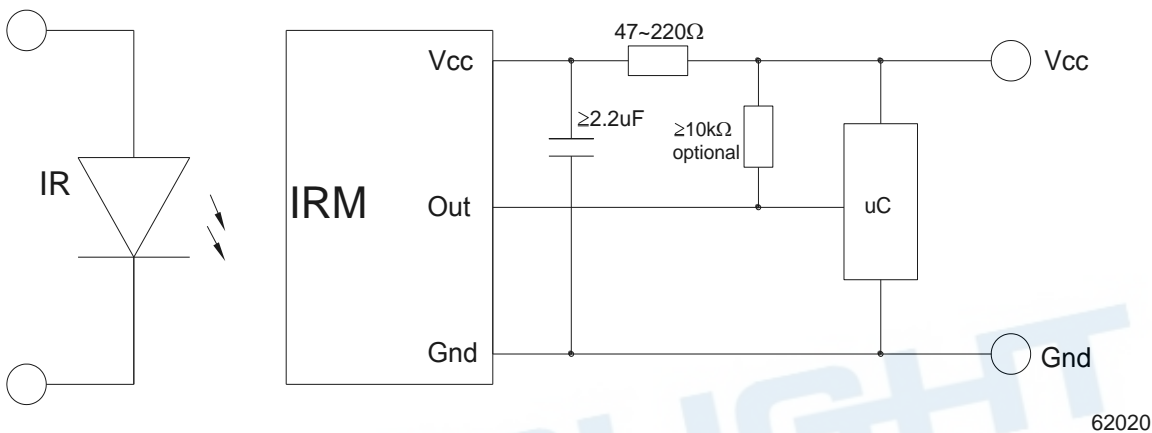 47~220Ω
Vcc
Vcc
≥2.2uF
≥10kΩ
optional
IR
IRM
Out
uC
Gnd
Gnd
62020